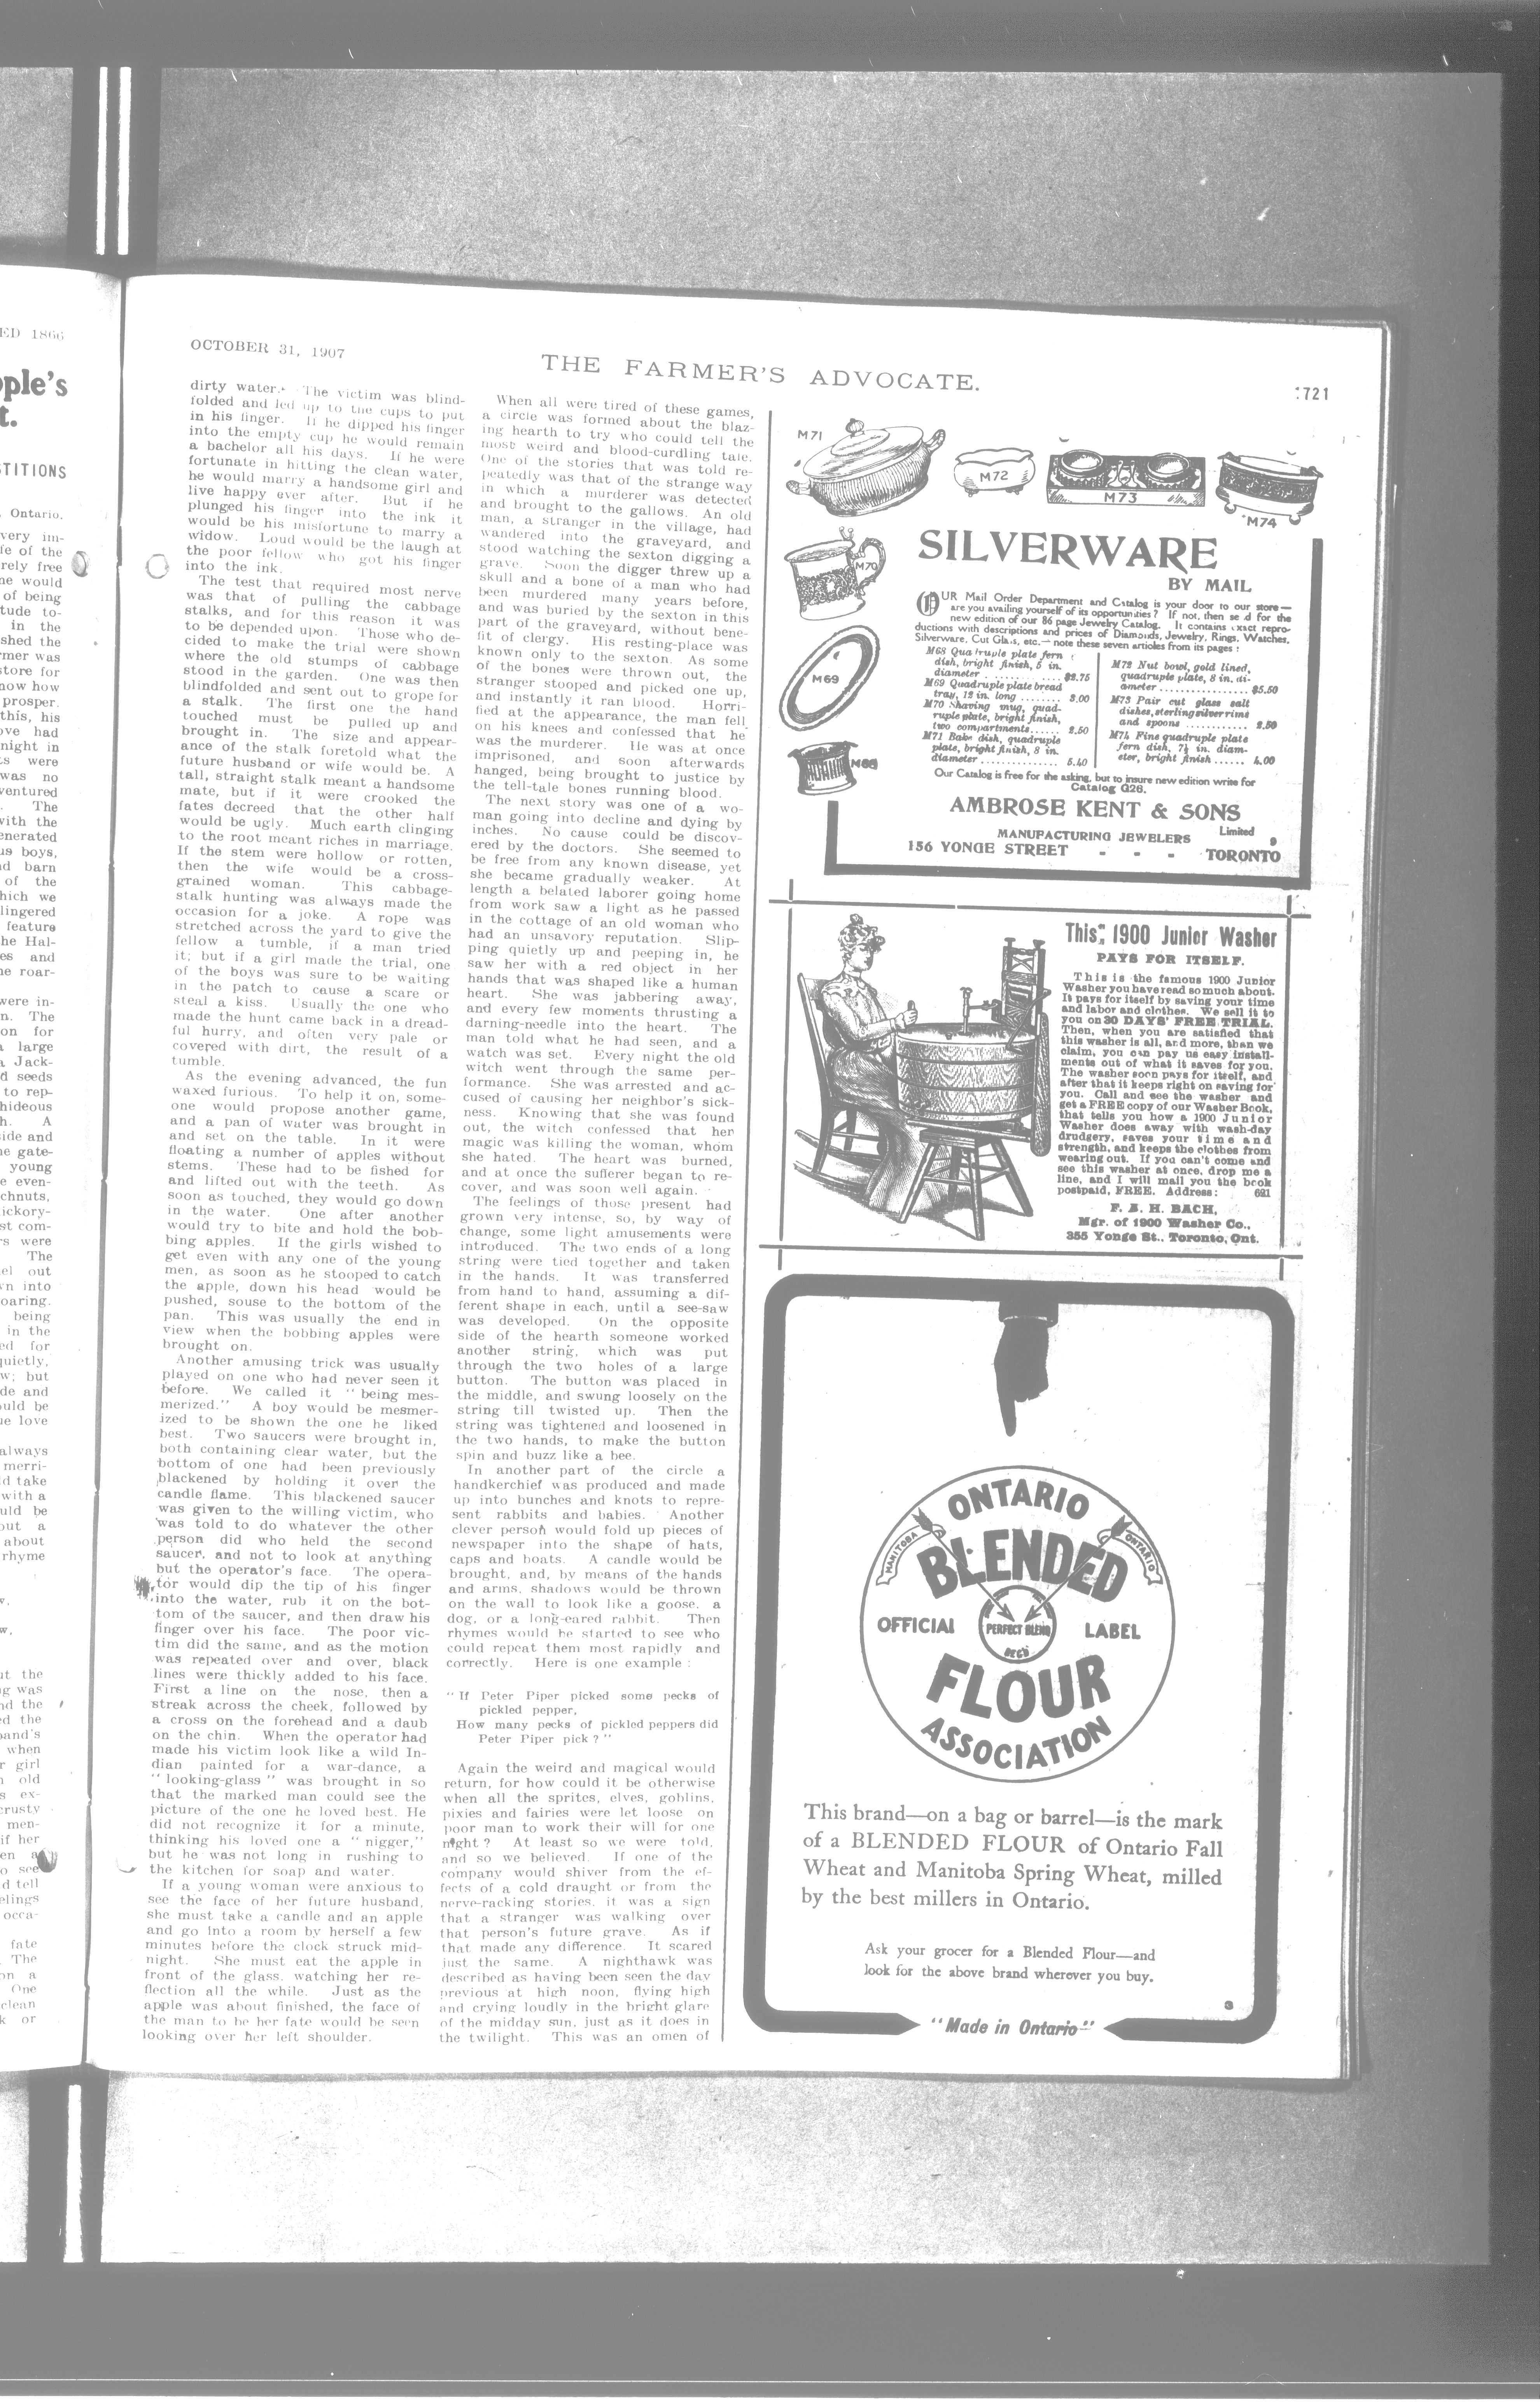 OCTOBER 31, 1907
THE FARMER'S ADVOCATE.
1721
dirty water. The victim was blind-
folded and led up to the cups to put
in his finger. If he dipped his finger
into the empty cup he would remain
a bachelor all his days. If he were
fortunate in hitting the clean water,
he would marry a handsome girl and
live happy ever after. But if he
plunged his finger into the ink it
would be his misfortune to marry a
widow. Loud would be the laugh at
the poor fellow who got his finger
into the ink.
The test that required most nerve
was that of pulling the cabbage
stalks, and for this reason it was
to be depended upon. Those who de-
cided to make the trial were shown
where the old stumps of cabbage
stood in the garden. One was then
blindfolded and sent out to grope for
a stalk. The first one the hand
touched must be pulled up and
brought in. The size and appear-
ance of the stalk foretold what the
future husband or wife would be. A
tall, straight stalk meant a handsome
mate, but if it were crooked the
fates decreed that the other half
would be ugly. Much earth clinging
to the root meant riches in marriage.
If the stem were hollow or rotten,
then the wife would be a cross-
grained woman. This cabbage-
stalk hunting was always made the
occasion for a joke. A rope was
stretched across the yard to give the
fellow a tumble, if a man tried
it; but if a girl made the trial, one
of the boys was sure to be waiting
in the patch to cause a scare or
steal a kiss. Usually the one who
made the hunt came back in a dread-
ful hurry, and often very pale or
covered with dirt, the result of a
tumble.
As the evening advanced, the fun
waxed furious. To help it on, some-
one would propose another game,
and a pan of water was brought in
and set on the table. In it were
floating a number of apples without
stems. These had to be fished for
and lifted out with the teeth. As
soon as touched, they would go down
in the water. One after another
would try to bite and hold the bob-
bing apples. If the girls wished to
get even with any one of the young
men, as soon as he stooped to catch
the apple, down his head would be
pushed, souse to the bottom of the
pan. This was usually the end in
view when the bobbing apples were
brought on.
Another amusing trick was usually
played on one who had never seen it
before. We called it "being mes-
merized." A boy would be mesmer-
ized to be shown the one he liked
best. Two saucers were brought in,
both containing clear water, but the
bottom of one had been previously
blackened by holding it over the
candle flame. This blackened saucer
was given to the willing victim, who
was told to do whatever the other
person did who held the second
saucer, and not to look at anything
but the operator's face. The opera-
tor would dip the tip of his finger
into the water, rub it on the bot-
tom of the saucer, and then draw his
finger over his face. The poor vic-
tim did the same, and as the motion
was repeated over and over, black
lines were thickly added to his face.
First a line on the nose, then a
streak across the cheek, followed by
a cross on the forehead and a daub
on the chin. When the operator had
made his victim look like a wild In-
dian painted for a war-dance, a
"looking-glass" was brought in so
that the marked man could see the
picture of the one he loved best. He
did not recognize it for a minute,
thinking his loved one a "nigger,"
but he was not long in rushing to
the kitchen for soap and water.
If a young woman were anxious to
see the face of her future husband,
she must take a candle and an apple
and go into a room by herself a few
minutes before the clock struck mid-
night. She must eat the apple in
front of the glass, watching her re-
flection all the while. Just as the
apple was about finished, the face of
the man to be her fate would be seen
looking over her left shoulder.
When all were tired of these games,
a circle was formed about the blaz-
ing hearth to try who could tell the
most weird and blood-curdling tale.
One of the stories that was told re-
peatedly was that of the strange way
in which a murderer was detected
and brought to the gallows. An old
man, a stranger in the village, had
wandered into the graveyard, and
stood watching the sexton digging a
grave. Soon the digger threw up a
skull and a bone of a man who had
been murdered many years before,
and was buried by the sexton in this
part of the graveyard, without bene-
fit of clergy. His resting-place was
known only to the sexton. As some
of the bones were thrown out, the
stranger stooped and picked one up,
and instantly it ran blood. Horri-
fied at the appearance, the man fell
on his knees and confessed that he
was the murderer. He was at once
imprisoned, and soon afterwards
hanged, being brought to justice by
the tell-tale bones running blood.
The next story was one of a wo-
man going into decline and dying by
inches. No cause could be discov-
ered by the doctors. She seemed to
be free from any known disease, yet
she became gradually weaker. At
length a belated laborer going home
from work saw a light as he passed
in the cottage of an old woman who
had an unsavory reputation. Slip-
ping quietly up and peeping in, he
saw her with a red object in her
hands that was shaped like a human
heart. She was jabbering away,
and every few moments thrusting a
darning-needle into the heart. The
man told what he had seen, and a
watch was set. Every night the old
witch went through the same per-
formance. She was arrested and ac-
cused of causing her neighbor's sick-
ness. Knowing that she was found
out, the witch confessed that her
magic was killing the woman, whom
she hated. The heart was burned,
and at once the sufferer began to re-
cover, and was soon well again.
The feelings of those present had
grown very intense, so, by way of
change, some light amusements were
introduced. The two ends of a long
string were tied together and taken
in the hands. It was transferred
from hand to hand, assuming a dif-
ferent shape in each, until a see-saw
was developed. On the opposite
side of the hearth someone worked
another string, which was put
through the two holes of a large
button. The button was placed in
the middle, and swung loosely on the
string till twisted up. Then the
string was tightened and loosened in
the two hands, to make the button
spin and buzz like a bee.
In another part of the circle a
handkerchief was produced and made
up into bunches and knots to repre-
sent rabbits and babies. Another
clever person would fold up pieces of
newspaper into the shape of hats,
caps and boats. A candle would be
brought, and, by means of the hands
and arms, shadows would be thrown
on the wall to look like a goose, a
dog, or a long-eared rabbit. Then
rhymes would be started to see who
could repeat them most rapidly and
correctly. Here is one example:
"If Peter Piper picked some pecks of
pickled pepper,
How many pecks of pickled peppers did
Peter Piper pick?"
Again the weird and magical would
return, for how could it be otherwise
when all the sprites, elves, goblins,
pixies and fairies were let loose on
poor man to work their will for one
night? At least so we were told,
and so we believed. If one of the
company would shiver from the ef-
fects of a cold draught or from the
nerve-racking stories, it was a sign
that a stranger was walking over
that person's future grave. As if
that made any difference. It scared
just the same. A nighthawk was
described as having been seen the day
previous at high noon, flying high
and crying loudly in the bright glare
of the midday sun, just as it does in
the twilight. This was an omen of
M71
M72
M73
M74
M70
M69
M68
SILVERWARE
BY MAIL
OUR Mail Order Department and Catalog is your door to our store—
are you availing yourself of its opportunities? If not, then send for the
new edition of our 86 page Jewelry Catalog. It contains exact repro-
ductions with descriptions and prices of Diamonds, Jewelry, Rings, Watches,
Silverware, Cut Glass, etc.—note these seven articles from its pages:
M68 Quadruple plate fern
dish, bright finish, 5 in.
diameter ........... $2.75
M69 Quadruple plate bread
tray, 12 in. long ....... 3.00
M70 Shaving mug, quad-
ruple plate, bright finish,
two compartments...... 2.50
M71 Bake dish, quadruple
plate, bright finish, 8 in.
diameter ............. 5.40
M72 Nut bowl, gold lined,
quadruple plate, 8 in. di-
ameter ............... $5.50
M73 Pair cut glass salt
dishes, sterling silver rims
and spoons ........... 2.50
M74 Fine quadruple plate
fern dish, 7½ in. diam-
eter, bright finish ...... 4.00
Our Catalog is free for the asking, but to insure new edition write for
Catalog G26.
AMBROSE KENT & SONS
Limited
MANUFACTURING JEWELERS
9
156 YONGE STREET - - - TORONTO
This 1900 Junior Washer
PAYS FOR ITSELF.
This is the famous 1900 Junior
Washer you have read so much about.
It pays for itself by saving your time
and labor and clothes. We sell it to
you on 30 DAYS' FREE TRIAL.
Then, when you are satisfied that
this washer is all, and more, than we
claim, you can pay us easy install-
ments out of what it saves for you.
The washer soon pays for itself, and
after that it keeps right on saving for
you. Call and see the washer and
get a FREE copy of our Washer Book,
that tells you how a 1900 Junior
Washer does away with wash-day
drudgery, saves your time and
strength, and keeps the clothes from
wearing out. If you can't come and
see this washer at once, drop me a
line, and I will mail you the book
postpaid, FREE. Address: 621
F. A. H. BACH,
Mgr. of 1900 Washer Co.,
355 Yonge St., Toronto, Ont.
ONTARIO
BLENDED
MANITOBA
ONTARIO
OFFICIAL
PERFECT BLEND
REG'D
LABEL
FLOUR
ASSOCIATION
This brand—on a bag or barrel—is the mark
of a BLENDED FLOUR of Ontario Fall
Wheat and Manitoba Spring Wheat, milled
by the best millers in Ontario.
Ask your grocer for a Blended Flour—and
look for the above brand wherever you buy.
3
"Made in Ontario"